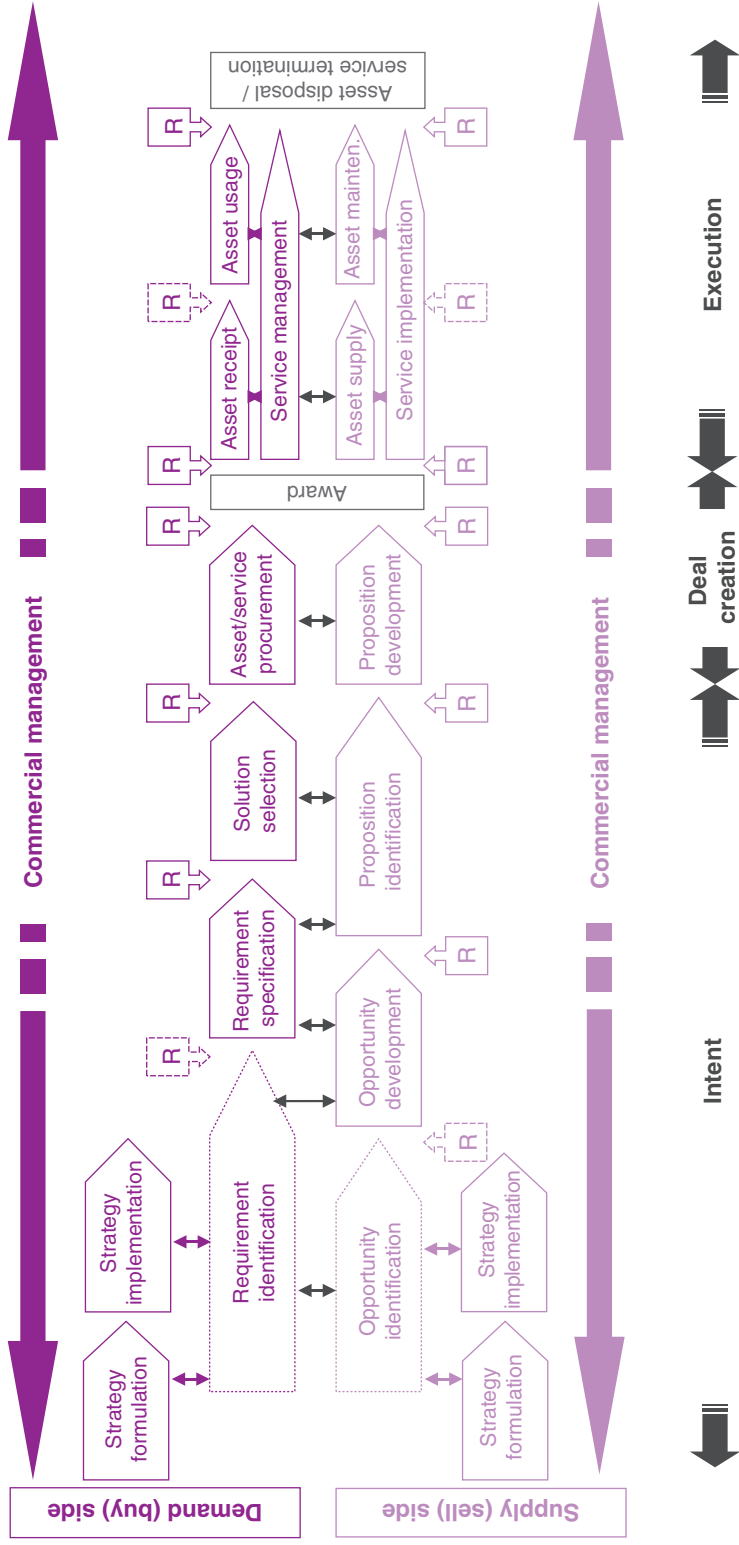 Demand (buy) side
Supply (sell) side
Commercial management
Strategy
formulation
Strategy
implementation
Requirement
identification
R
Requirement
specification
R
Solution
selection
R
Asset/service
procurement
R
Award
R
Asset receipt
R
Asset usage
R
Service management
Asset disposal /
service termination
Opportunity
identification
R
Opportunity
development
R
Proposition
identification
R
Proposition
development
R
R
Asset supply
R
Asset mainten.
R
Service implementation
Strategy
formulation
Strategy
implementation
Commercial management
Intent
Deal
creation
Execution